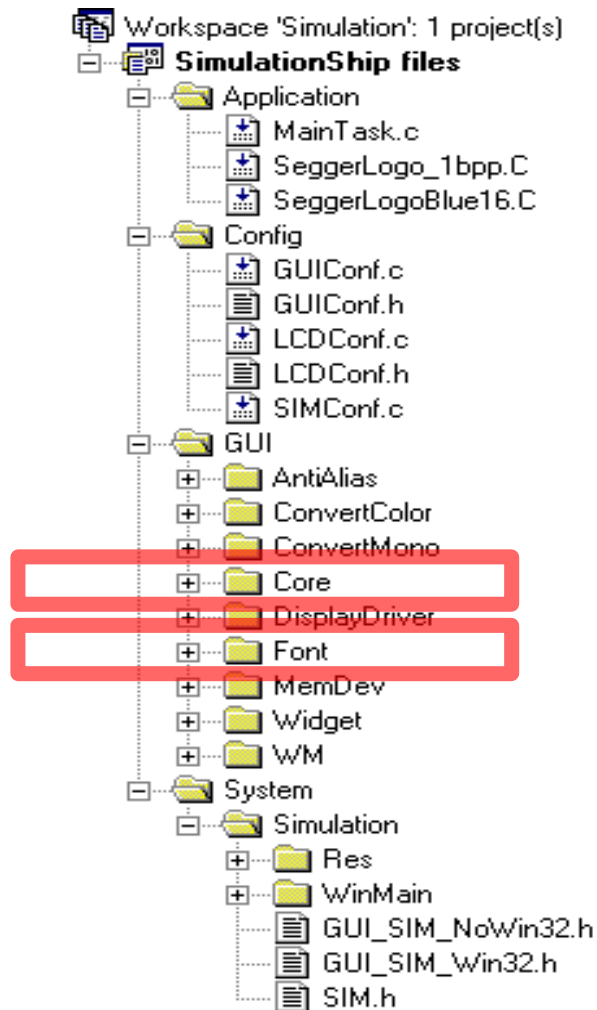 Workspace 'Simulation': 1 project(s)
SimulationShip files
Application
MainTask.c
SeggerLogo_1bpp.C
SeggerLogoBlue16.C
Config
GUIConf.c
GUIConf.h
LCDConf.c
LCDConf.h
SIMConf.c
GUI
AntiAlias
ConvertColor
ConvertMono
Core
DisplayDriver
Font
MemDev
Widget
WM
System
Simulation
Res
WinMain
GUI_SIM_NoWin32.h
GUI_SIM_Win32.h
SIM.h